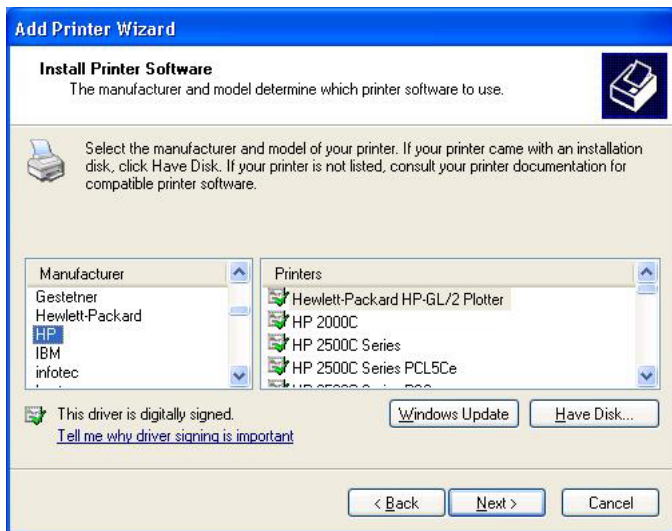 Add Printer Wizard
Install Printer Software
The manufacturer and model determine which printer software to use.
Select the manufacturer and model of your printer. If your printer came with an installation
disk, click Have Disk. If your printer is not listed, consult your printer documentation for
compatible printer software.
Manufacturer
Gestetner
Hewlett-Packard
HP
IBM
infotec
Printers
Hewlett-Packard HP-GL/2 Plotter
HP 2000C
HP 2500C Series
HP 2500C Series PCL5Ce
This driver is digitally signed.
Tell me why driver signing is important
Windows Update
Have Disk...
< Back
Next >
Cancel